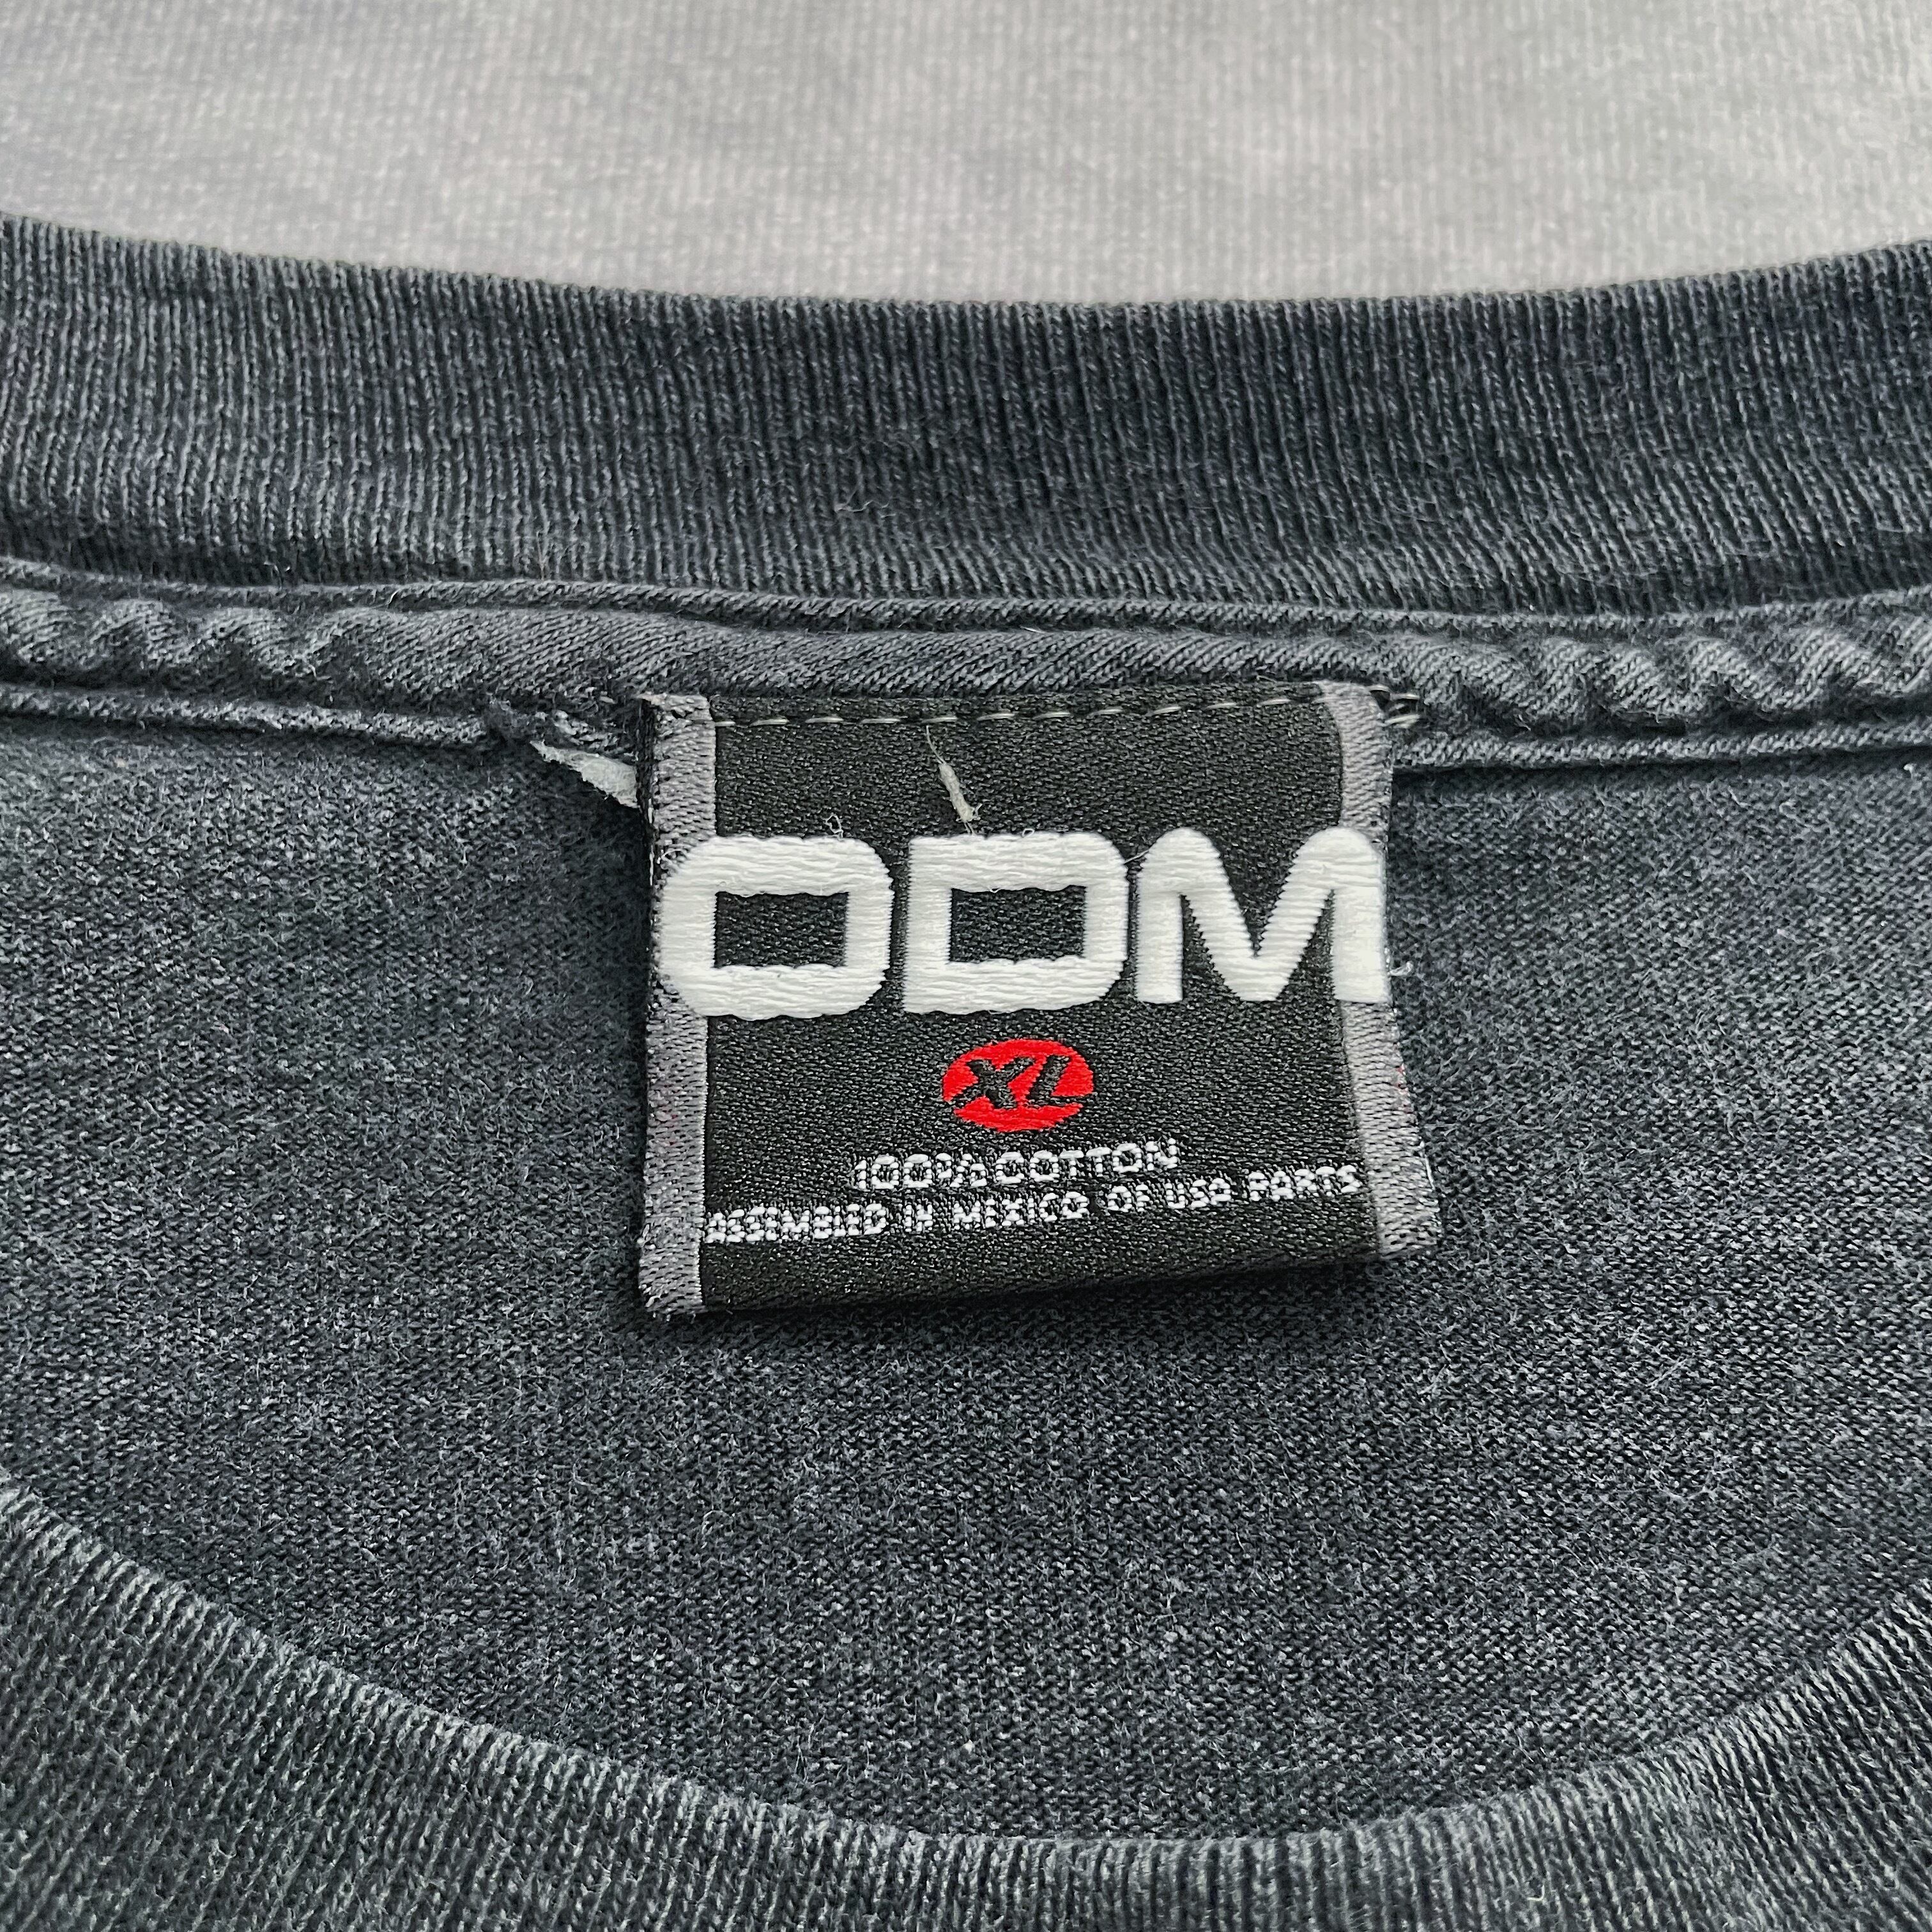 ODM
XL
100% COTTON
ASSEMBLED IN MEXICO OF USA PARTS